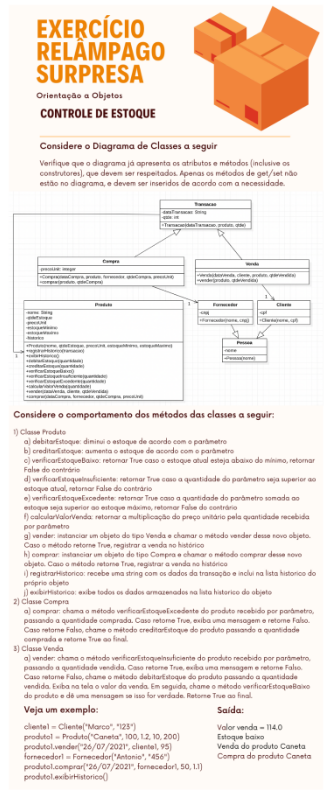 EXERCÍCIO
RELÂMPAGO
SURPRESA
Orientação a Objetos
CONTROLE DE ESTOQUE
Considere o Diagrama de Classes a seguir
Verifique que o diagrama já apresenta os atributos e métodos (inclusive os
construtores), que devem ser respeitados. Apenas os métodos de get/set não
estão no diagrama, e devem ser inseridos de acordo com a necessidade.
Transacao
-dataTransacao: String
-qtde: int
+Transacao(dataTransacao, produto, qtde)
Compra
-precoUnit: integer
+Compra(dataCompra, produto, fornecedor, qtdeCompra, precoUnit)
+comprar(produto, qtdeCompra)
Venda
+Venda(dataVenda, cliente, produto, qtdeVendida)
+vender(produto, qtdeVendida)
Produto
-nome: String
-qtdeEstoque
-precoUnit
-estoqueMinimo
-estoqueMaximo
-historico
+Produto(nome, qtdeEstoque, precoUnit, estoqueMinimo, estoqueMaximo)
+registrarHistorico(transacao)
+exibirHistorico()
+debitarEstoque(quantidade)
+creditarEstoque(quantidade)
+verificarEstoqueBaixo()
+verificarEstoqueInsuficiente(quantidade)
+verificarEstoqueExcedente(quantidade)
+calcularValorVenda(quantidade)
+vender(dataVenda, cliente, qtdeVendida)
+comprar(dataCompra, fornecedor, qtdeCompra, precoUnit)
Fornecedor
-cnpj
+Fornecedor(nome, cnpj)
Cliente
-cpf
+Cliente(nome, cpf)
Pessoa
-nome
+Pessoa(nome)
1
1
1
Considere o comportamento dos métodos das classes a seguir:
1) Classe Produto
a) debitarEstoque: diminui o estoque de acordo com o parâmetro
b) creditarEstoque: aumenta o estoque de acordo com o parâmetro
c) verificarEstoqueBaixo: retornar True caso o estoque atual esteja abaixo do mínimo, retornar
False do contrário
d) verificarEstoqueInsuficiente: retornar True caso a quantidade do parâmetro seja superior ao
estoque atual, retornar False do contrário
e) verificarEstoqueExcedente: retornar True caso a quantidade do parâmetro somada ao
estoque seja superior ao estoque máximo, retornar False do contrário
f) calcularValorVenda: retornar a multiplicação do preço unitário pela quantidade recebida
por parâmetro
g) vender: instanciar um objeto do tipo Venda e chamar o método vender desse novo objeto.
Caso o método retorne True, registrar a venda no histórico
h) comprar: instanciar um objeto do tipo Compra e chamar o método comprar desse novo
objeto. Caso o método retorne True, registrar a venda no histórico
i) registrarHistorico: recebe uma string com os dados da transação e inclui na lista historico do
próprio objeto
j) exibirHistorico: exibe todos os dados armazenados na lista historico do objeto
2) Classe Compra
a) comprar: chama o método verificarEstoqueExcedente do produto recebido por parâmetro,
passando a quantidade comprada. Caso retorne True, exiba uma mensagem e retorne Falso.
Caso retorne Falso, chame o método creditarEstoque do produto passando a quantidade
comprada e retorne True ao final.
3) Classe Venda
a) vender: chama o método verificarEstoqueInsuficiente do produto recebido por parâmetro,
passando a quantidade vendida. Caso retorne True, exiba uma mensagem e retorne Falso.
Caso retorne Falso, chame o método debitarEstoque do produto passando a quantidade
vendida. Exiba na tela o valor da venda. Em seguida, chame o método verificarEstoqueBaixo
do produto e dê uma mensagem se isso for verdade. Retorne True ao final.
Veja um exemplo:
cliente1 = Cliente("Marco", "123")
produto1 = Produto("Caneta", 100, 1.2, 10, 200)
produto1.vender("26/07/2021", cliente1, 95)
fornecedor1 = Fornecedor("Antonio", "456")
produto1.comprar("26/07/2021", fornecedor1, 50, 1.1)
produto1.exibirHistorico()
Saída:
Valor venda = 114.0
Estoque baixo
Venda do produto Caneta
Compra do produto Caneta